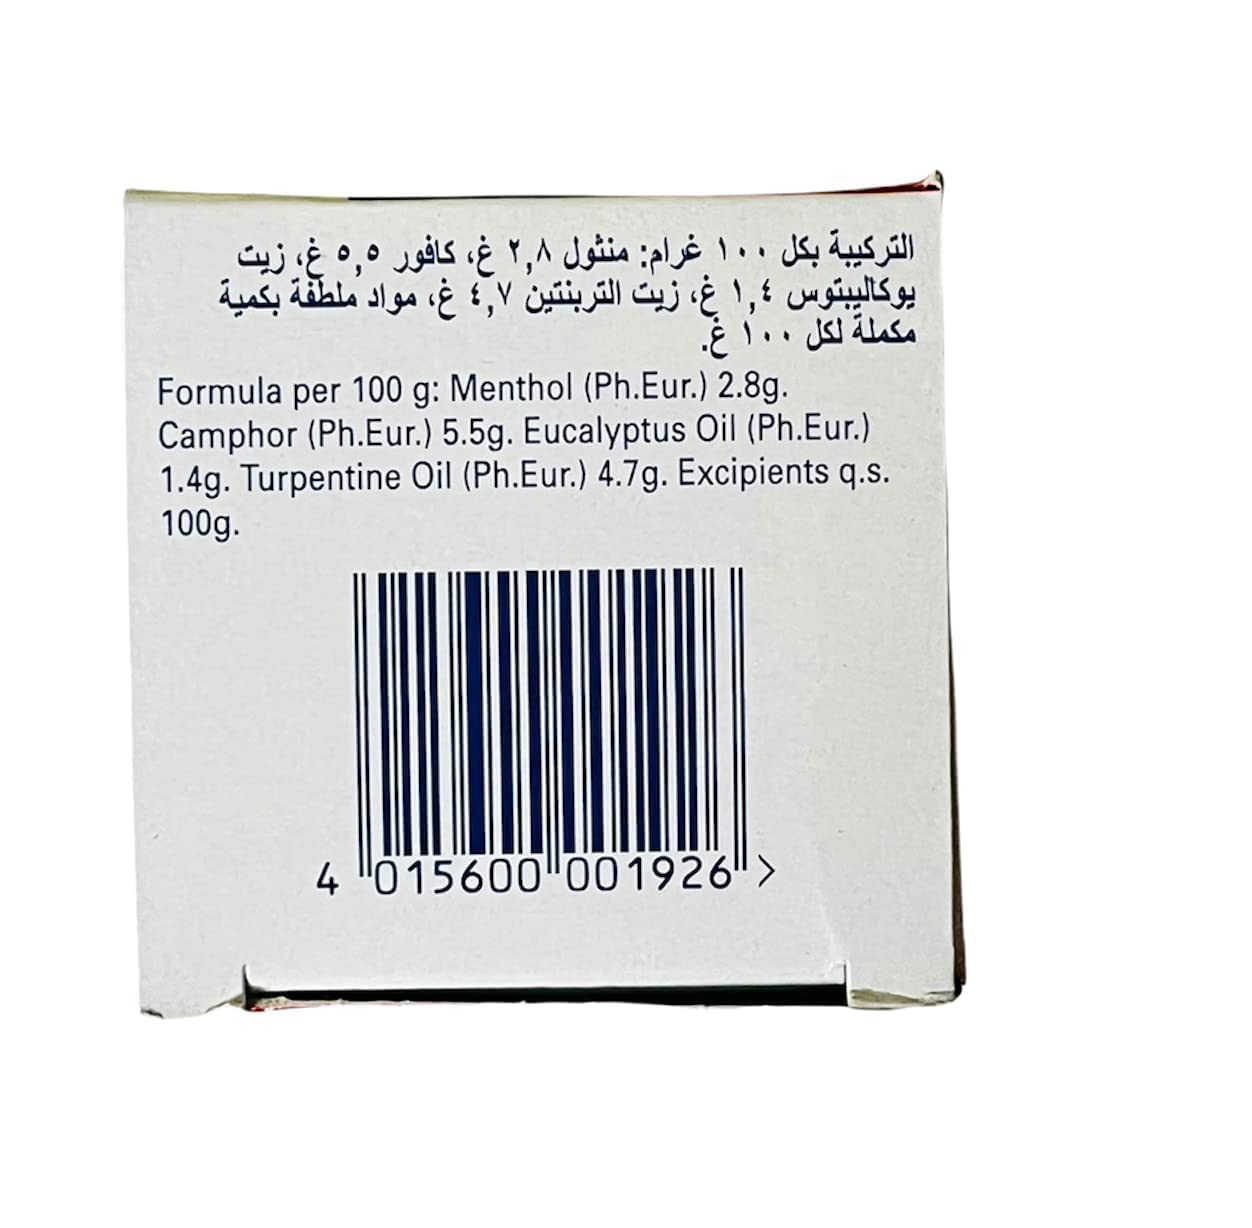 التركيبة بكل ١٠٠ غرام: منثول ٢,٨ غ، كافور ٥,٥ غ، زيت
يوكاليبتوس ١,٤ غ، زيت التربنتين ٤,٧ غ، مواد ملطفة بكمية
مكملة لكل ١٠٠ غ.
Formula per 100 g: Menthol (Ph.Eur.) 2.8g.
Camphor (Ph.Eur.) 5.5g. Eucalyptus Oil (Ph.Eur.)
1.4g. Turpentine Oil (Ph.Eur.) 4.7g. Excipients q.s.
100g.
4 015600 001926 >